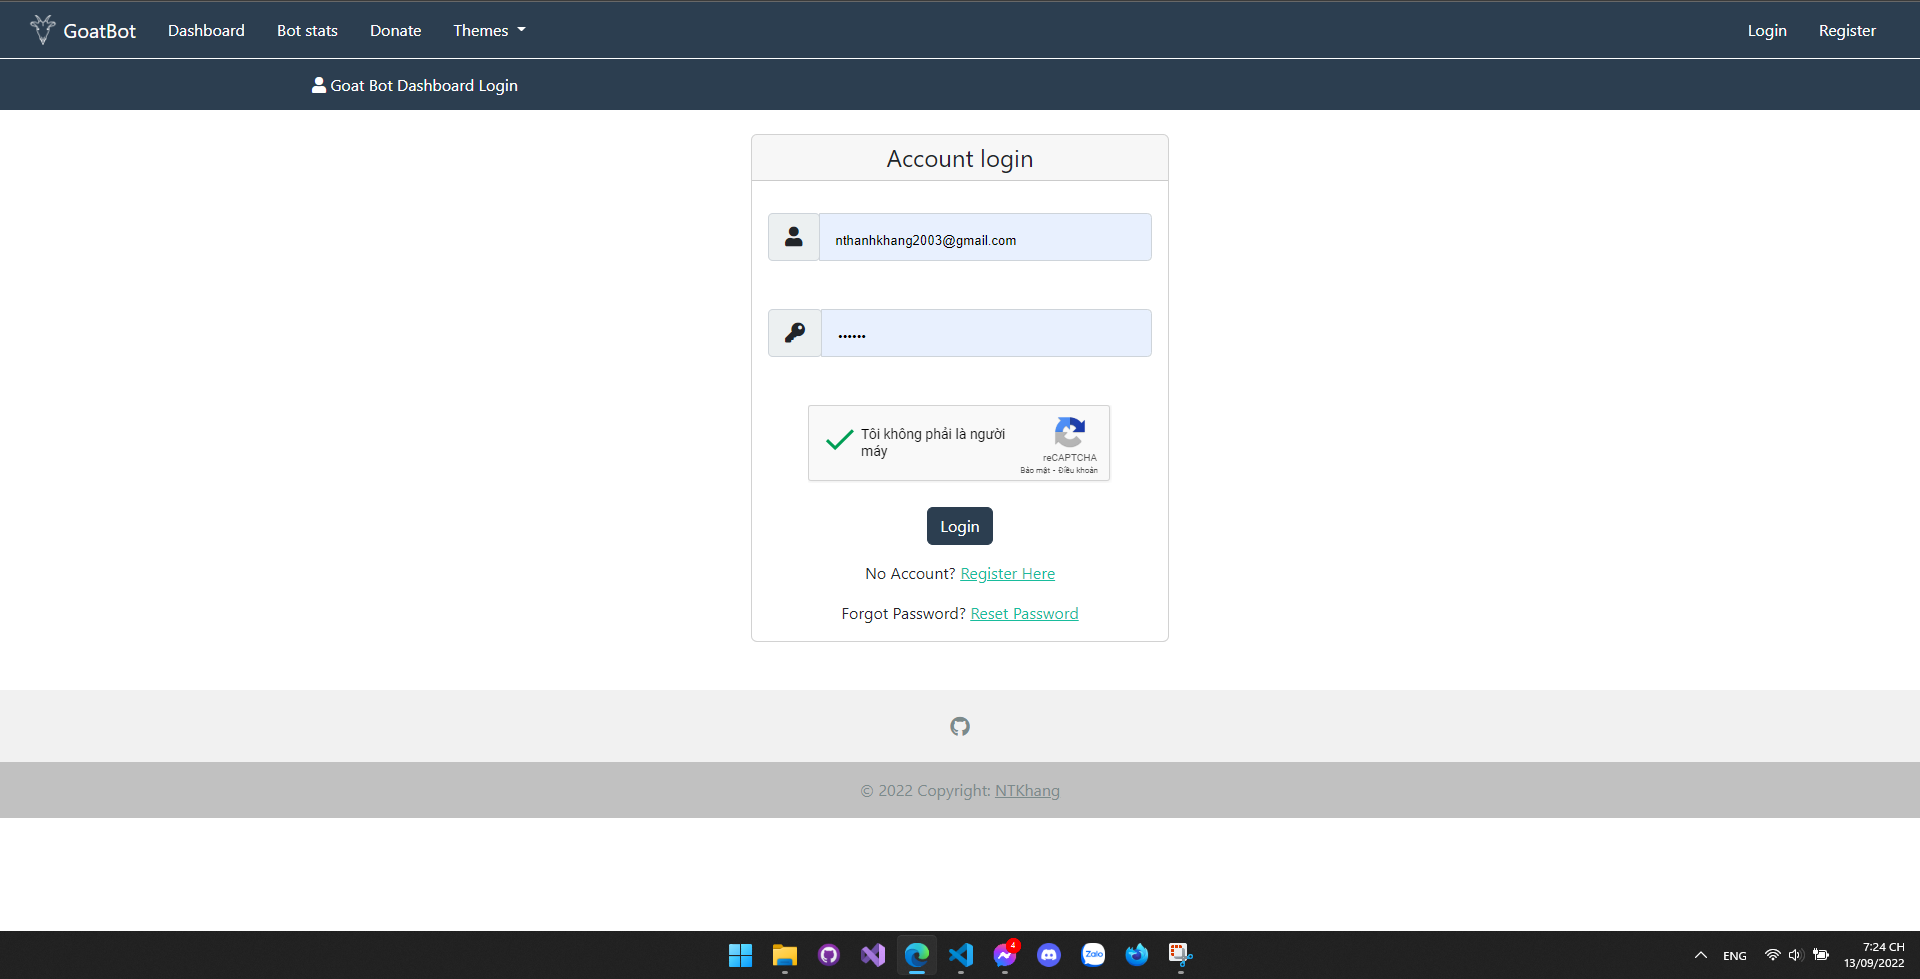 GoatBot Dashboard Bot stats Donate Themes Login Register
Goat Bot Dashboard Login
Account login
nthanhkhang2003@gmail.com
••••••
Tôi không phải là người
máy
reCAPTCHA
Bảo mật - Điều khoản
Login
No Account? Register Here
Forgot Password? Reset Password
© 2022 Copyright: NTKhang
4
Zalo
ENG
7:24 CH
13/09/2022